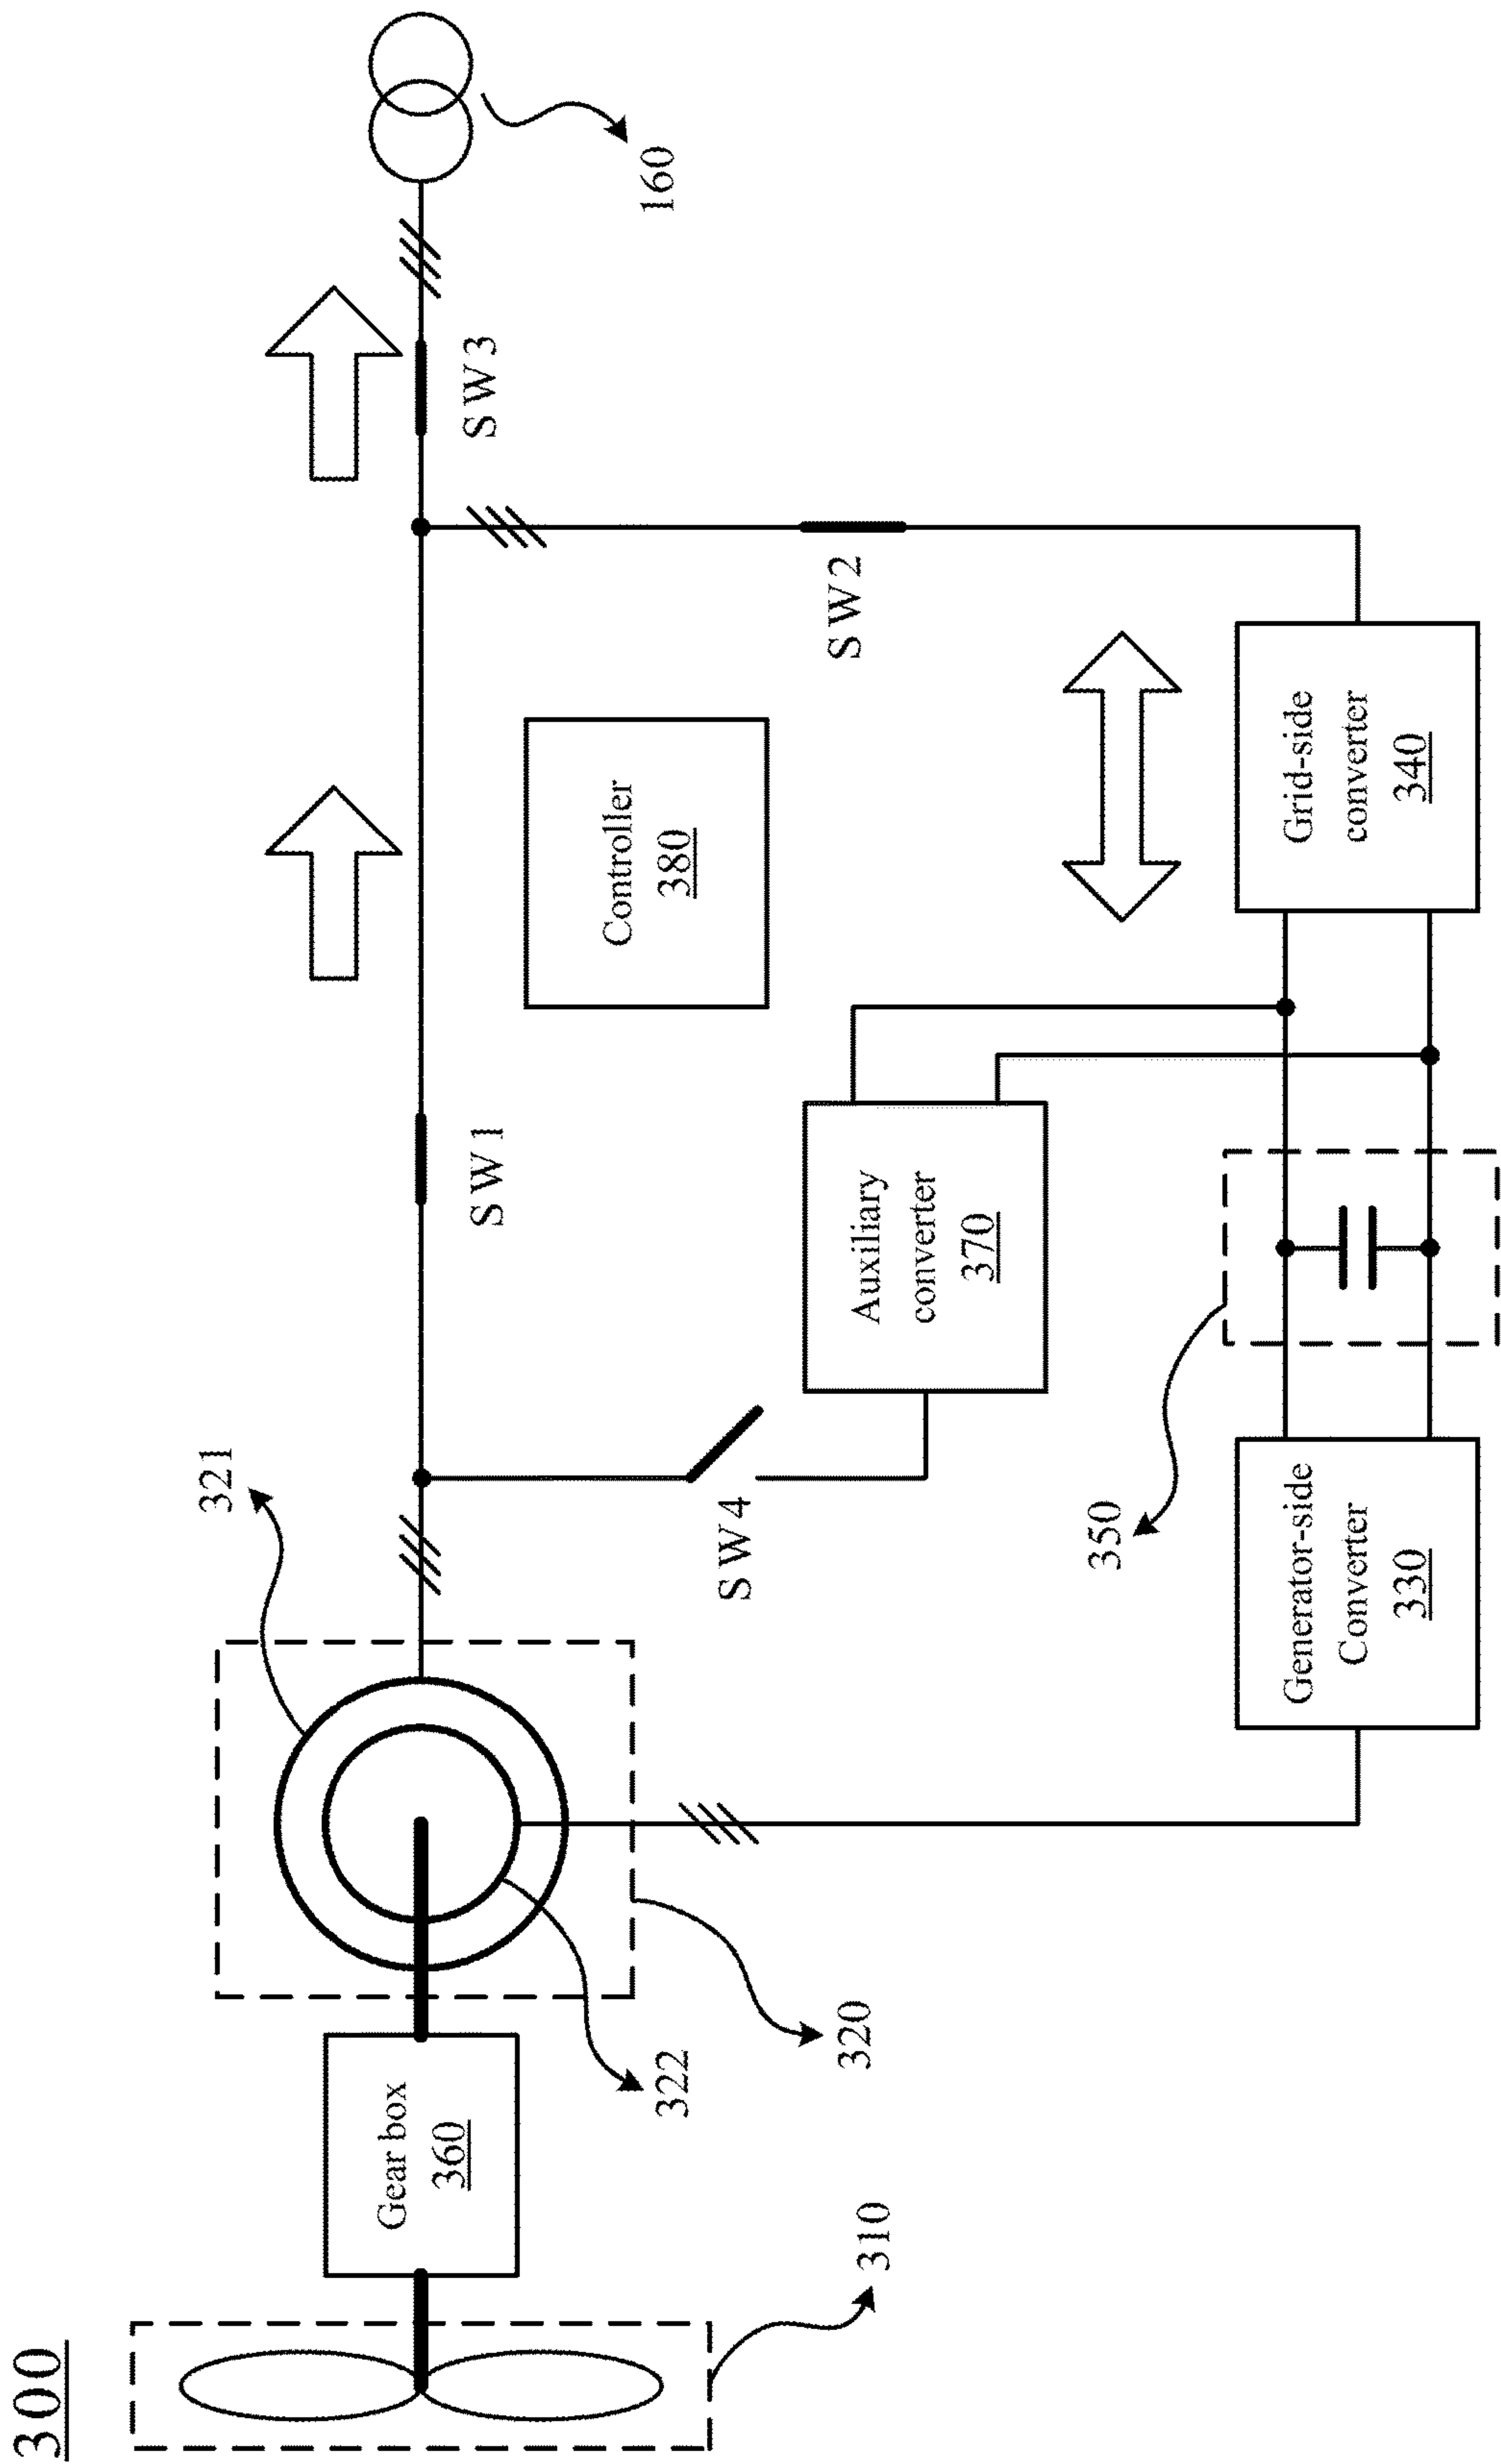 300
310
Gear box
360
320
322
321
SW1
SW3
160
SW4
SW2
Controller
380
Auxiliary
converter
370
350
Generator-side
Converter
330
Grid-side
converter
340